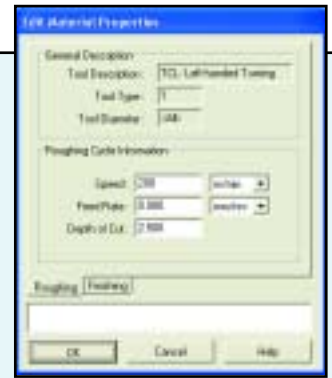 Edit Material Properties
General Description
Tool Description: TCL- Left Handed Turning
Tool Type: 1
Tool Diameter:
Roughing Cycle Information
Speed: 200
Feed Rate:
Depth of Cut:
Roughing Finishing
OK Cancel Help